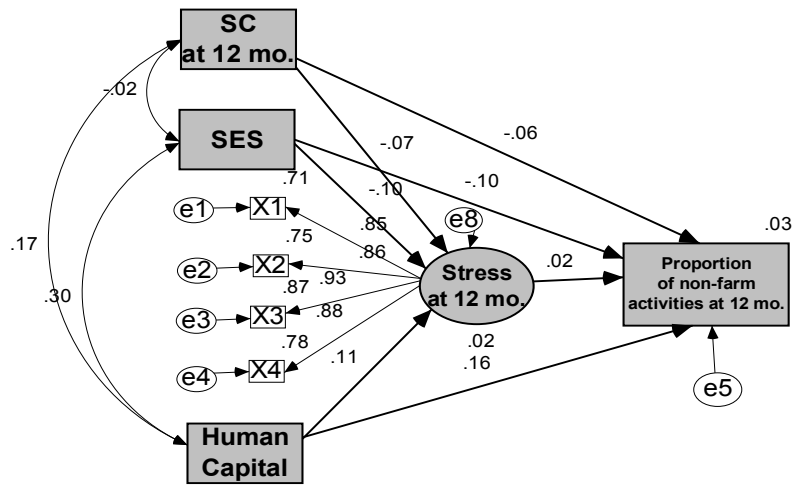 SC
at 12 mo.
-.02
SES
-.07
-.06
.71
-.10
-.10
e1
X1
.85
e8
.03
.75
.86
.17
e2
X2
.93
Stress
at 12 mo.
.02
Proportion
of non-farm
activities at 12 mo.
.30
.87
e3
X3
.88
.02
.78
.11
.16
e4
X4
e5
Human
Capital